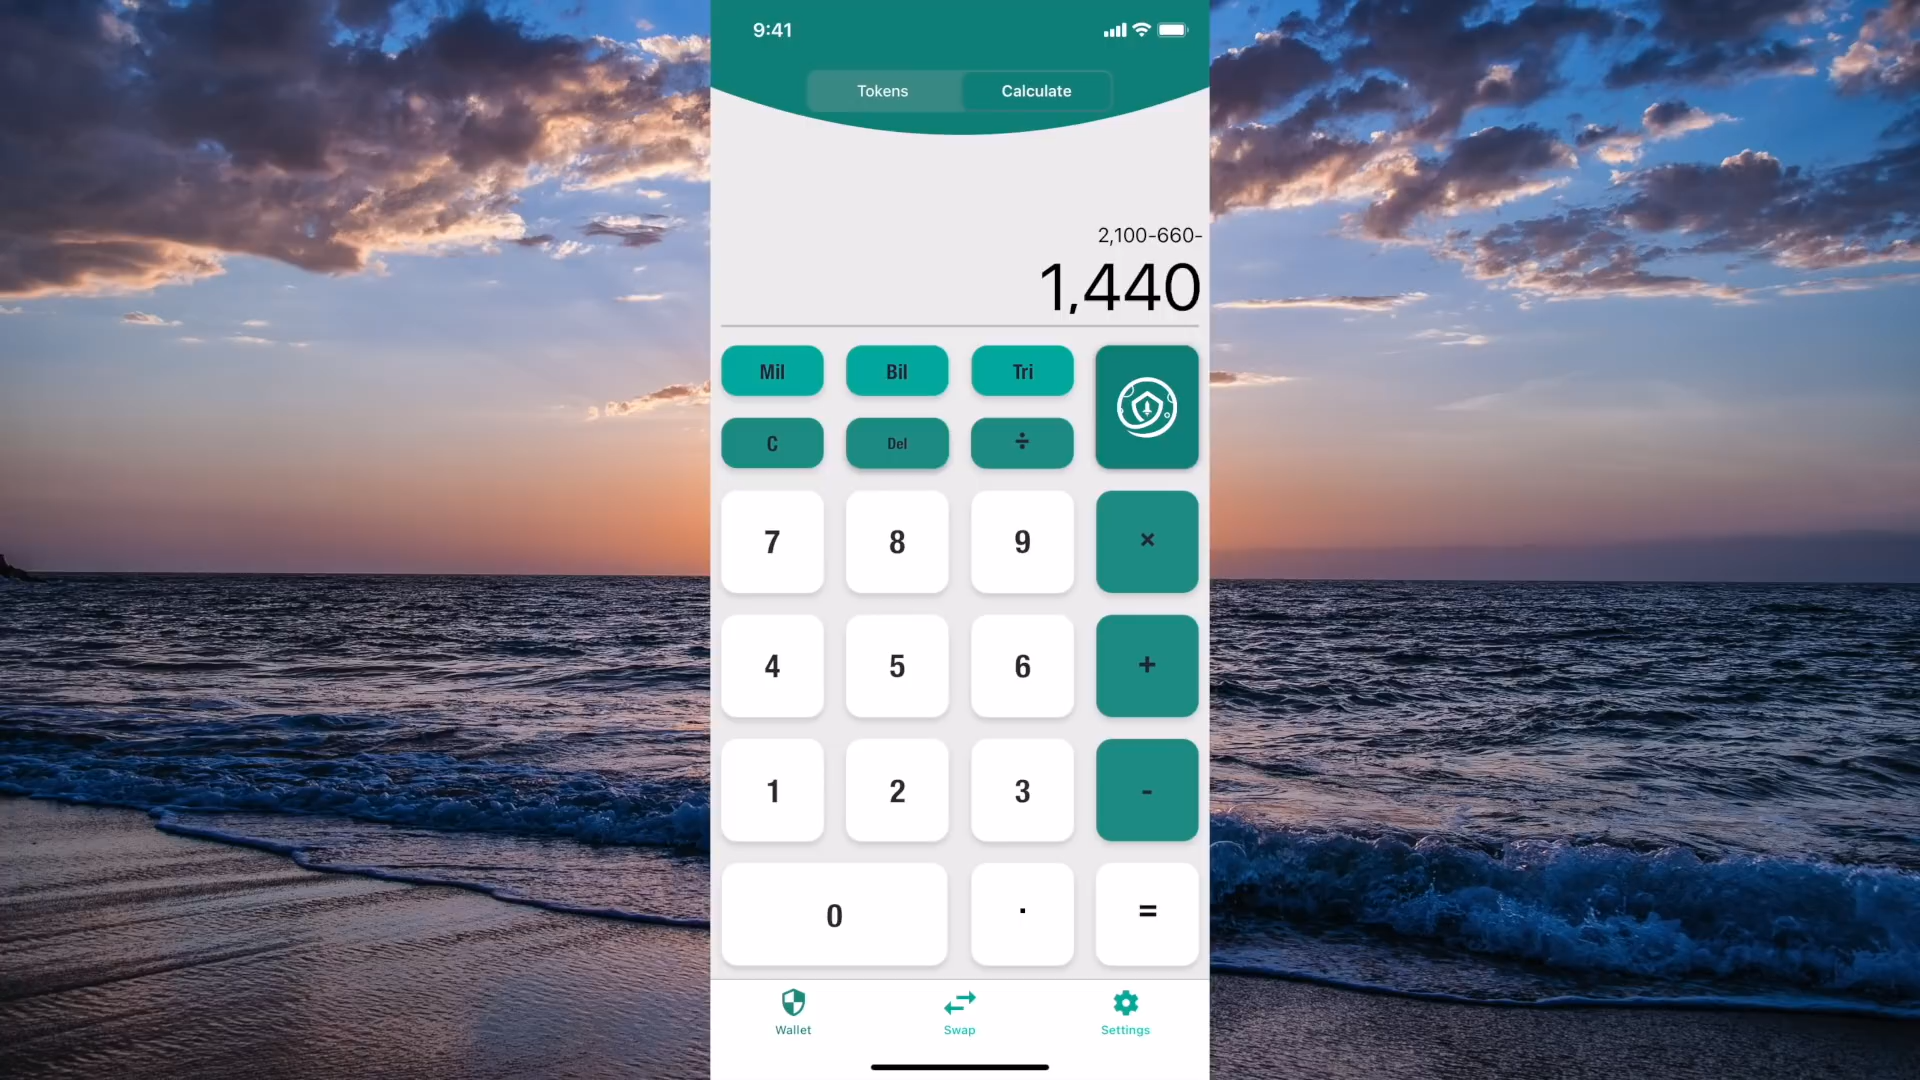 9:41
Tokens
Calculate
2,100-660-
1,440
Mil
Bil
Tri
C
Del
÷
7
8
9
×
4
5
6
+
1
2
3
-
0
.
=
Wallet
Swap
Settings